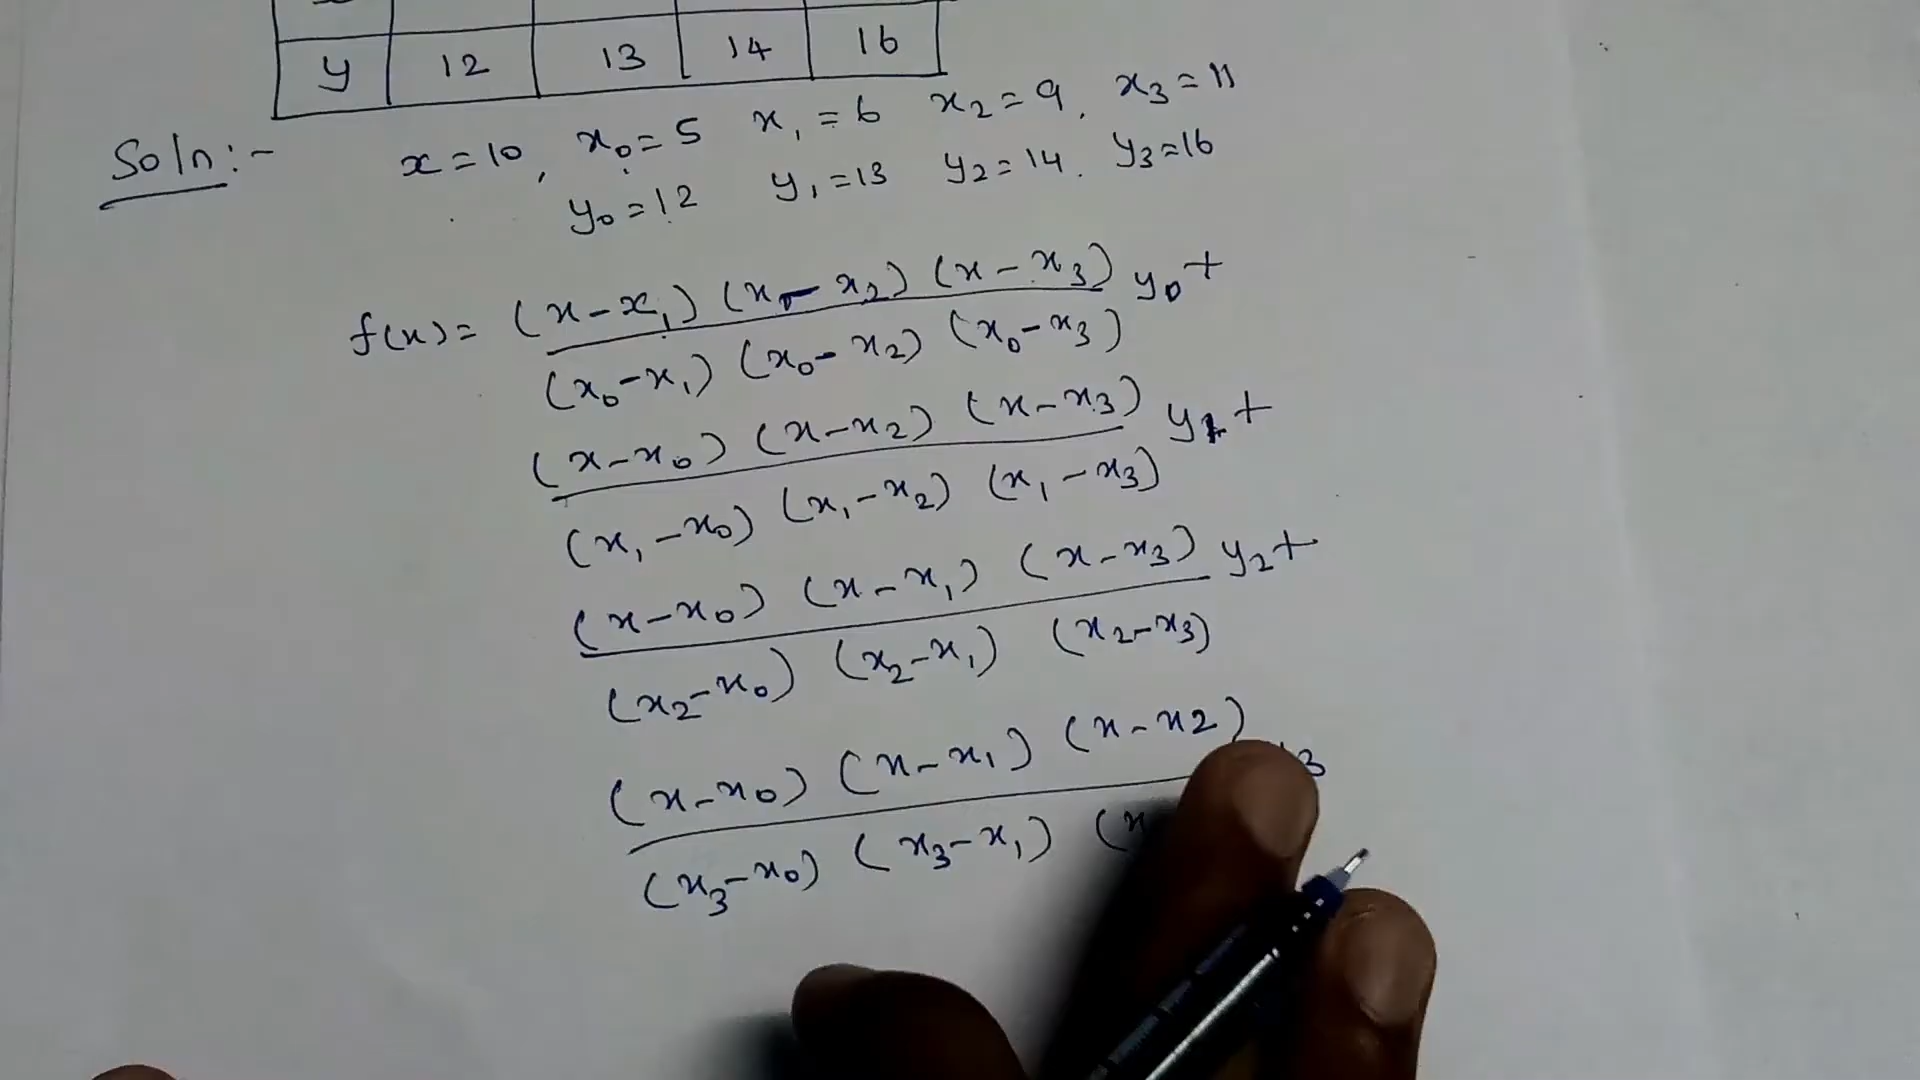 y 12 13 14 16
Soln:- x=10, x₀=5 x₁=6 x₂=9, x₃=11
y₀=12 y₁=13 y₂=14. y₃=16
f(x)= (x-x₁) (x-x₂) (x-x₃) y₀+
(x₀-x₁) (x₀-x₂) (x₀-x₃)
(x-x₀) (x-x₂) (x-x₃) y₁+
(x₁-x₀) (x₁-x₂) (x₁-x₃)
(x-x₀) (x-x₁) (x-x₃) y₂+
(x₂-x₀) (x₂-x₁) (x₂-x₃)
(x-x₀) (x-x₁) (x-x2) 3
(x₃-x₀) (x₃-x₁) (x